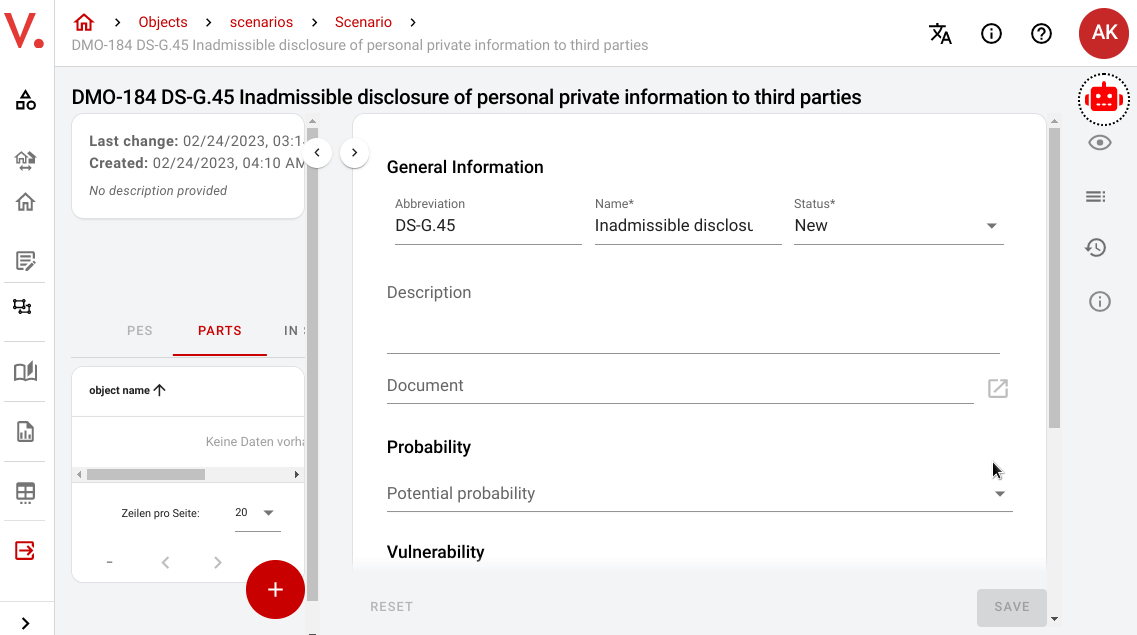 V.
Objects
scenarios
Scenario
DMO-184 DS-G.45 Inadmissible disclosure of personal private information to third parties
AK
DMO-184 DS-G.45 Inadmissible disclosure of personal private information to third parties
Last change: 02/24/2023, 03:1
Created: 02/24/2023, 04:10 AM
No description provided
PES
PARTS
IN
object name
Keine Daten vorha
Zeilen pro Seite:
20
-
General Information
Abbreviation
DS-G.45
Name*
Inadmissible disclosu
Status*
New
Description
Document
Probability
Potential probability
Vulnerability
RESET
SAVE